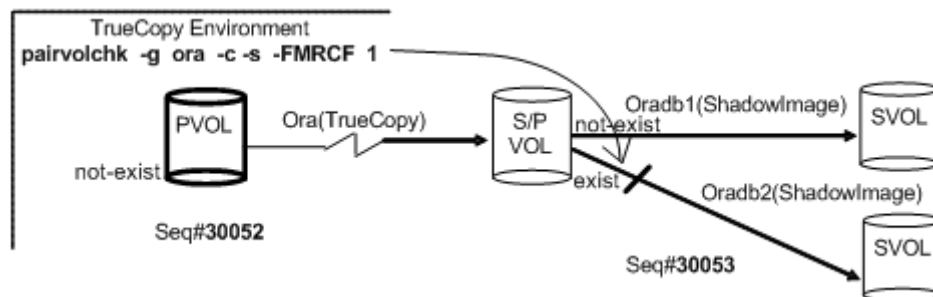 TrueCopy Environment
pairvolchk -g ora -c -s -FMRCF 1
PVOL
Ora(TrueCopy)
S/P
VOL
Oradb1(ShadowImage)
not-exist
SVOL
not-exist
exist
Oradb2(ShadowImage)
Seq#30052
Seq#30053
SVOL